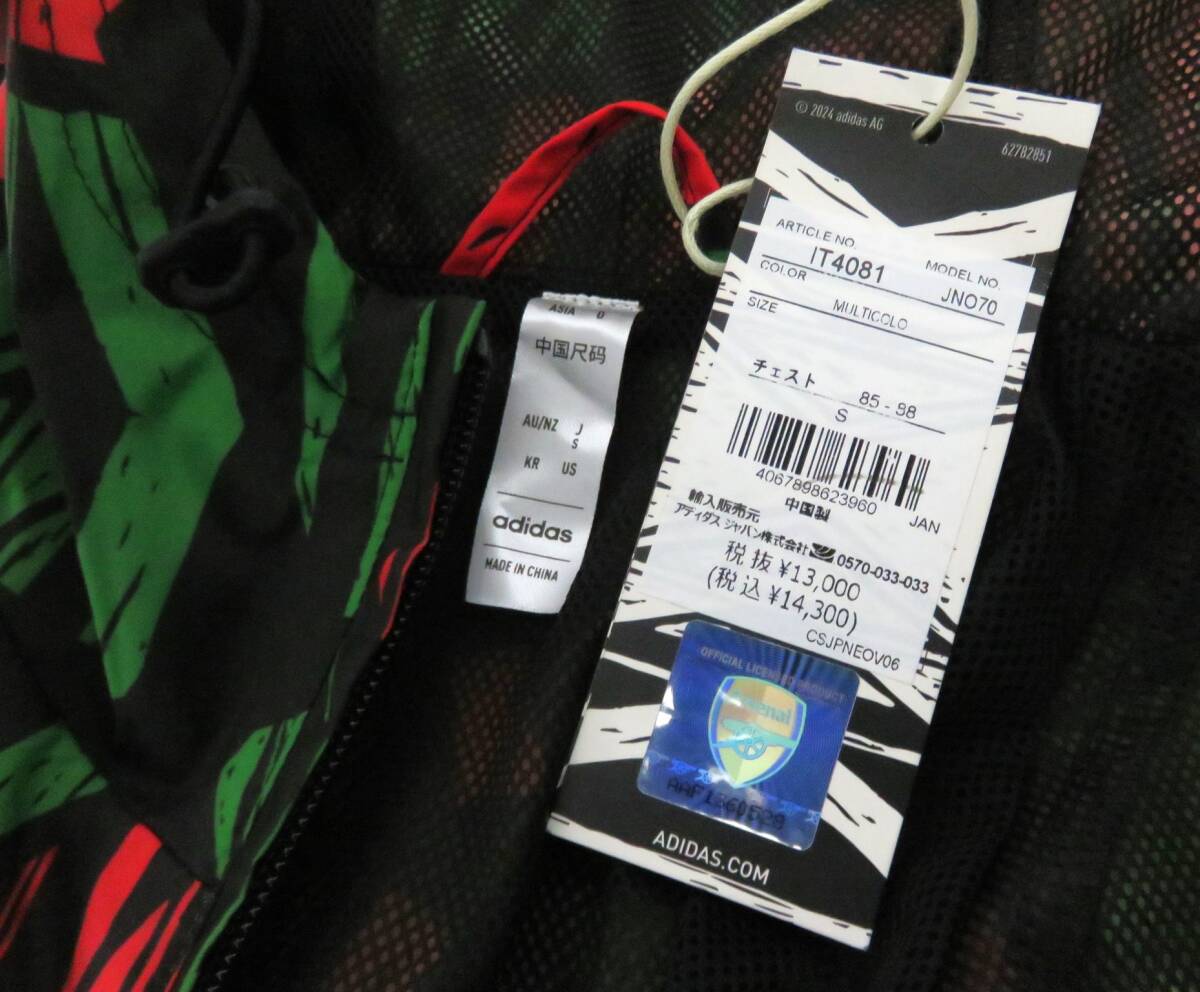 ASIA 0
中国尺码
AU/NZ J
S
KR US
adidas
MADE IN CHINA
© 2024 adidas AG
62782851
ARTICLE NO.
IT4081
MODEL NO.
JNO70
COLOR
MULTICOLO
SIZE
チェスト 85-98
S
4067898623960
JAN
中国製
輸入販売元
アディダス ジャパン株式会社 0570-033-033
税抜 ¥13,000
(税込 ¥14,300)
CSJPNEOV06
OFFICIAL LICENSED PRODUCT
Arsenal
AAF1360529
ADIDAS.COM